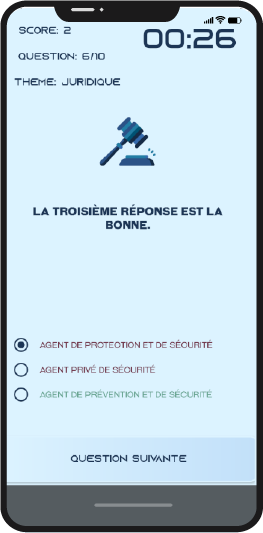 SCORE: 2
00:26
QUESTION: 6/10
THEME: JURIDIQUE
LA TROISIÈME RÉPONSE EST LA
BONNE.
AGENT DE PROTECTION ET DE SÉCURITÉ
AGENT PRIVÉ DE SÉCURITÉ
AGENT DE PRÉVENTION ET DE SÉCURITÉ
QUESTION SUIVANTE